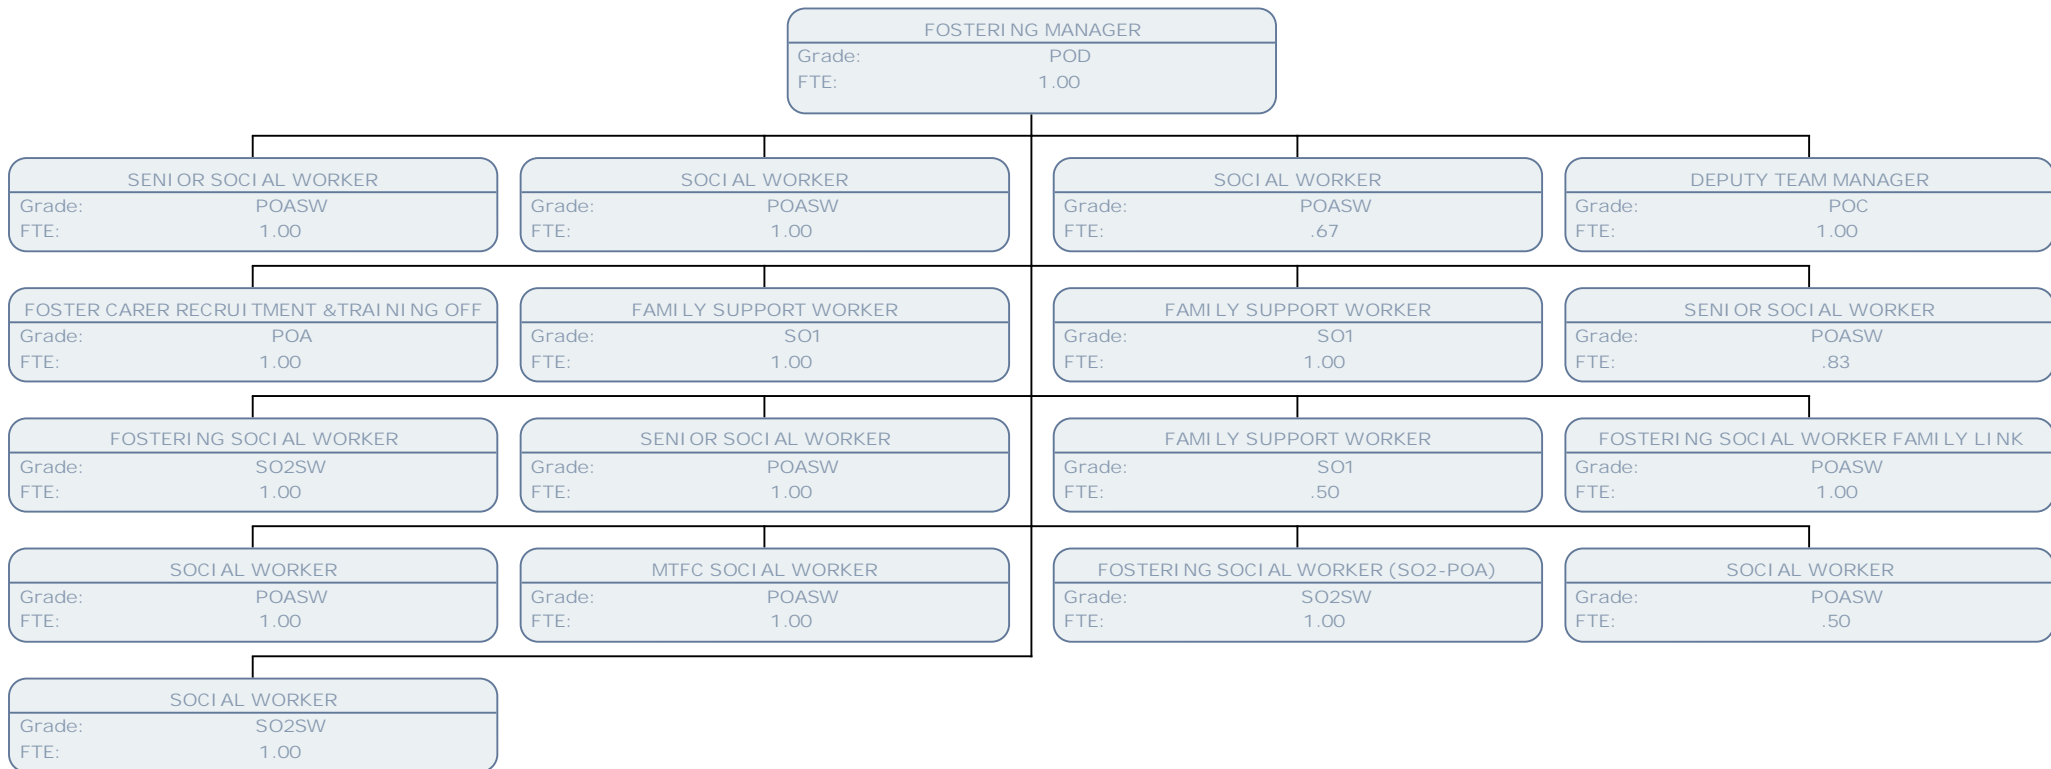 FOSTERING MANAGER
Grade: POD
FTE: 1.00
SENIOR SOCIAL WORKER
Grade: POASW
FTE: 1.00
SOCIAL WORKER
Grade: POASW
FTE: 1.00
SOCIAL WORKER
Grade: POASW
FTE: .67
DEPUTY TEAM MANAGER
Grade: POC
FTE: 1.00
FOSTER CARER RECRUITMENT &TRAINING OFF
Grade: POA
FTE: 1.00
FAMILY SUPPORT WORKER
Grade: SO1
FTE: 1.00
FAMILY SUPPORT WORKER
Grade: SO1
FTE: 1.00
SENIOR SOCIAL WORKER
Grade: POASW
FTE: .83
FOSTERING SOCIAL WORKER
Grade: SO2SW
FTE: 1.00
SENIOR SOCIAL WORKER
Grade: POASW
FTE: 1.00
FAMILY SUPPORT WORKER
Grade: SO1
FTE: .50
FOSTERING SOCIAL WORKER FAMILY LINK
Grade: POASW
FTE: 1.00
SOCIAL WORKER
Grade: POASW
FTE: 1.00
MTFC SOCIAL WORKER
Grade: POASW
FTE: 1.00
FOSTERING SOCIAL WORKER (SO2-POA)
Grade: SO2SW
FTE: 1.00
SOCIAL WORKER
Grade: POASW
FTE: .50
SOCIAL WORKER
Grade: SO2SW
FTE: 1.00